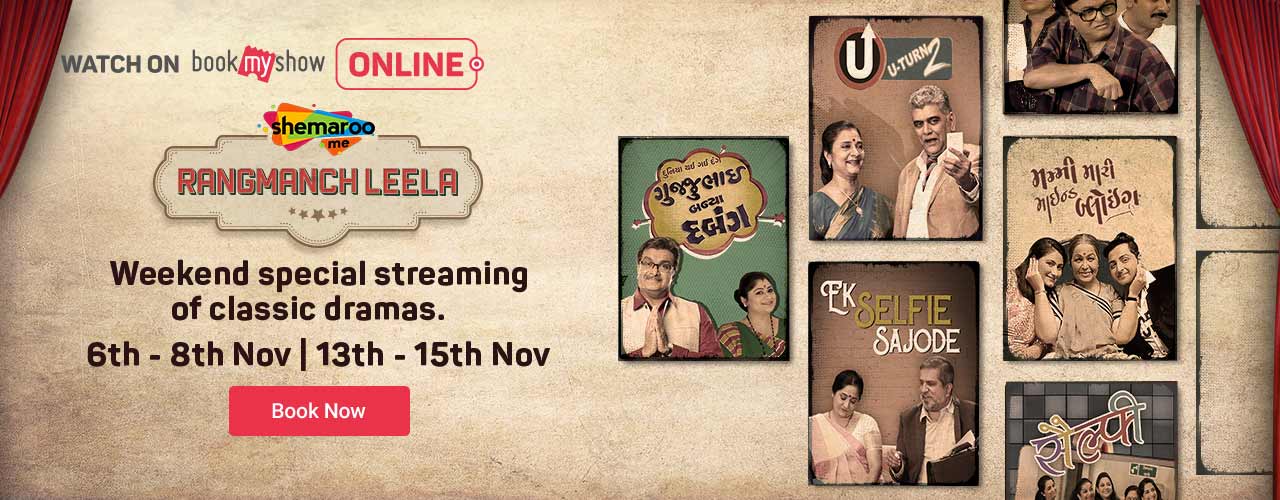 WATCH ON bookmyshow ONLINE
shemaroo
me
RANGMANCH LEELA
Weekend special streaming
of classic dramas.
6th - 8th Nov | 13th - 15th Nov
Book Now
દુનિયા થઈ ગઈ દંગ
ગુજ્જુભાઈ
બન્યા
દબંગ
U
U-TURN 2
EK SELFIE
SAJODE
મમ્મી મારી
માઈન્ડ બ્લોઇંગ
सेल्फी